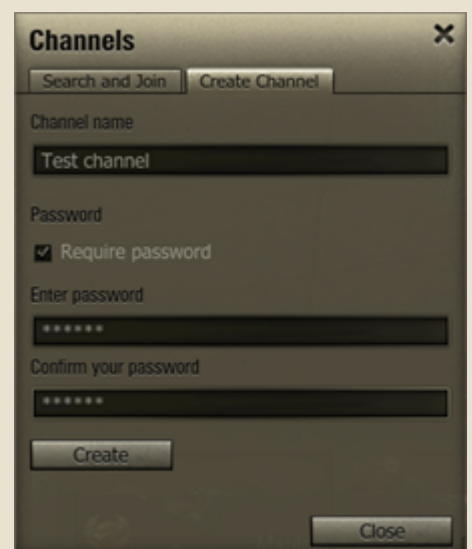 Channels
Search and Join Create Channel
Channel name
Test channel
Password
Require password
Enter password
******
Confirm your password
******
Create
Close